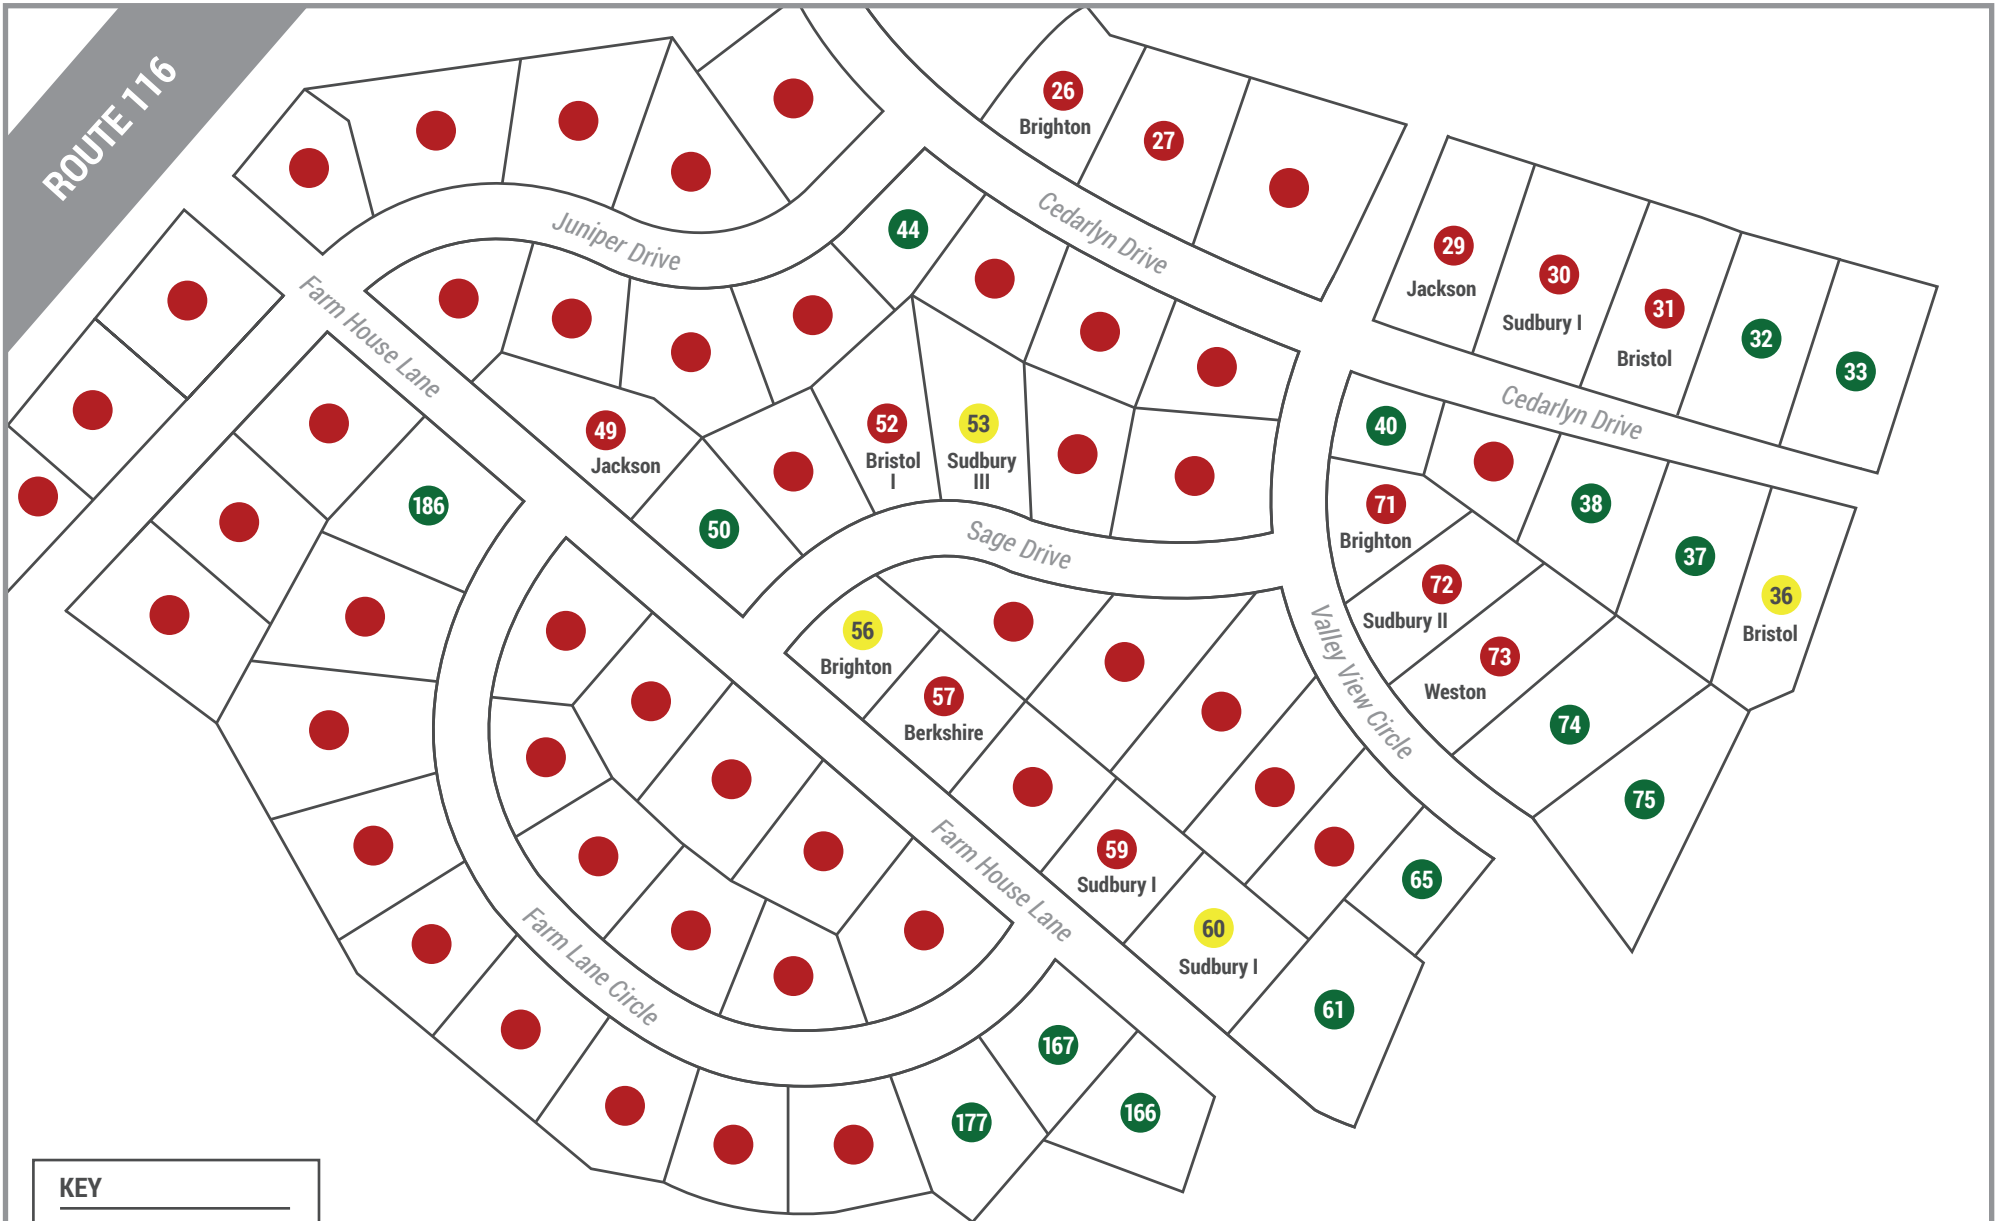 ROUTE 116
26
Brighton
27
Cedarlyn Drive
44
Juniper Drive
29
Jackson
30
Sudbury I
31
Bristol
32
33
Farm House Lane
Cedarlyn Drive
40
49
Jackson
52
Bristol
I
53
Sudbury
III
186
50
Sage Drive
71
Brighton
38
37
72
Sudbury II
36
Bristol
56
Brighton
Valley View Circle
73
Weston
57
Berkshire
74
75
Farm House Lane
59
Sudbury I
65
60
Sudbury I
Farm Lane Circle
61
167
177
166
KEY